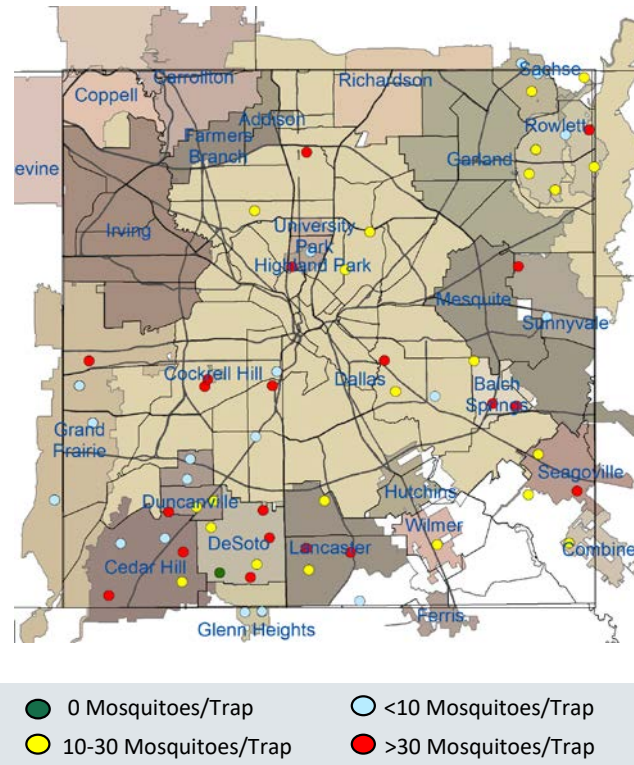 Carrollton
Sachse
Richardson
Coppell
Addison
Rowlett
Farmers
Branch
Garland
evine
University
Park
Irving
Highland Park
Mesquite
Sunnyvale
Cockrell Hill
Dallas
Balch
Springs
Grand
Prairie
Seagoville
Hutchins
Duncanville
Wilmer
DeSoto
Lancaster
Combine
Cedar Hill
Ferris
Glenn Heights
0 Mosquitoes/Trap
<10 Mosquitoes/Trap
10-30 Mosquitoes/Trap
>30 Mosquitoes/Trap